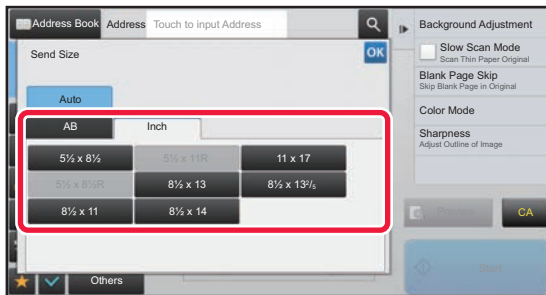 Address Book Address Touch to input Address
Send Size OK
Auto
AB Inch
5½ x 8½ 5½ x 11R 11 x 17
5½ x 8½R 8½ x 13 8½ x 13²/₅
8½ x 11 8½ x 14
Others
Background Adjustment
Slow Scan Mode
Scan Thin Paper Original
Blank Page Skip
Skip Blank Page in Original
Color Mode
Sharpness
Adjust Outline of Image
Preview CA
Start